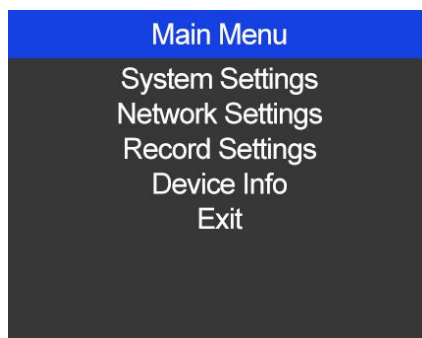 Main Menu
System Settings
Network Settings
Record Settings
Device Info
Exit